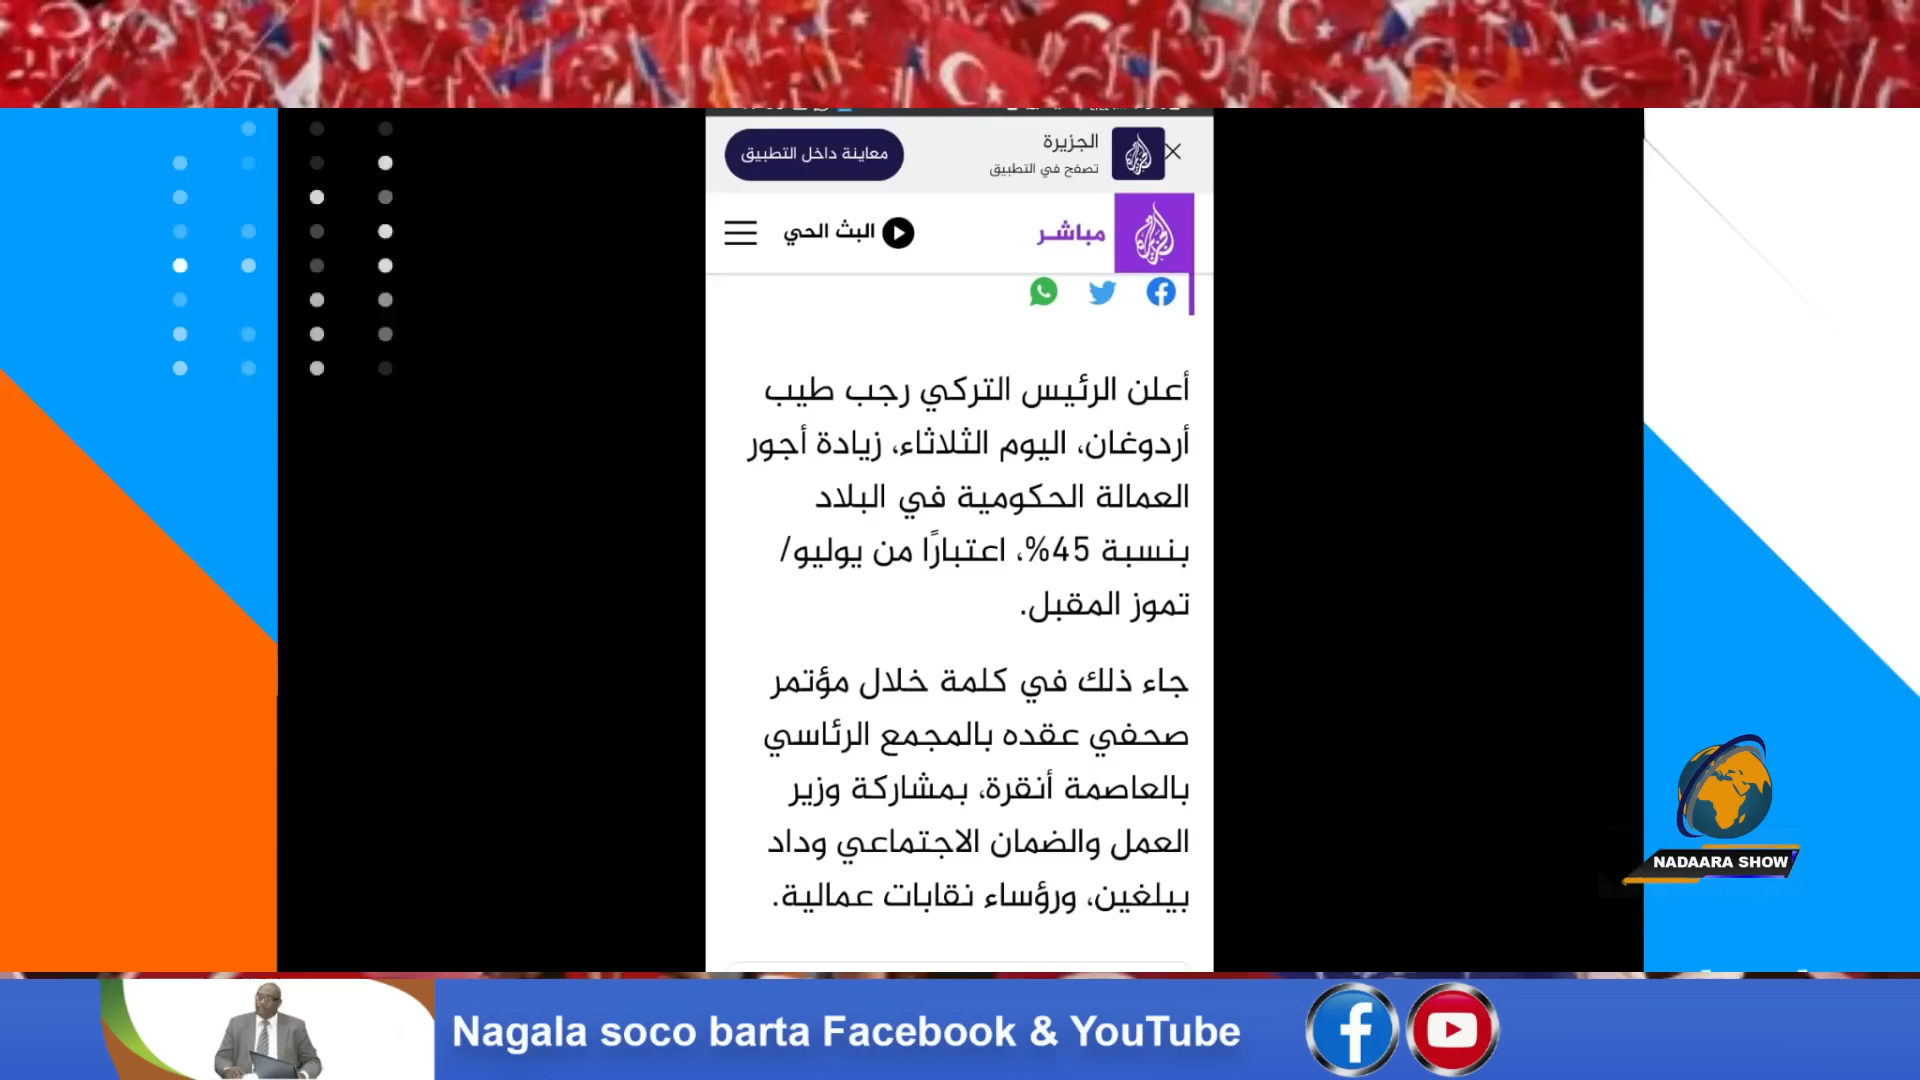 الجزيرة
تصفح في التطبيق
معاينة داخل التطبيق
مباشر
البث الحي
أعلن الرئيس التركي رجب طيب
أردوغان، اليوم الثلاثاء، زيادة أجور
العمالة الحكومية في البلاد
بنسبة 45%، اعتبارًا من يوليو/
تموز المقبل.
جاء ذلك في كلمة خلال مؤتمر
صحفي عقده بالمجمع الرئاسي
بالعاصمة أنقرة، بمشاركة وزير
العمل والضمان الاجتماعي وداد
بيلغين، ورؤساء نقابات عمالية.
NADAARA SHOW
Nagala soco barta Facebook & YouTube